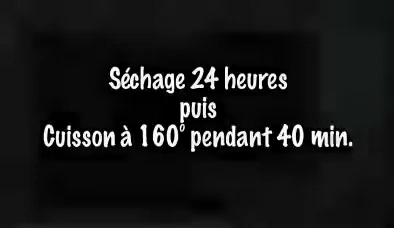 Séchage 24 heures
puis
Cuisson à 160° pendant 40 min.